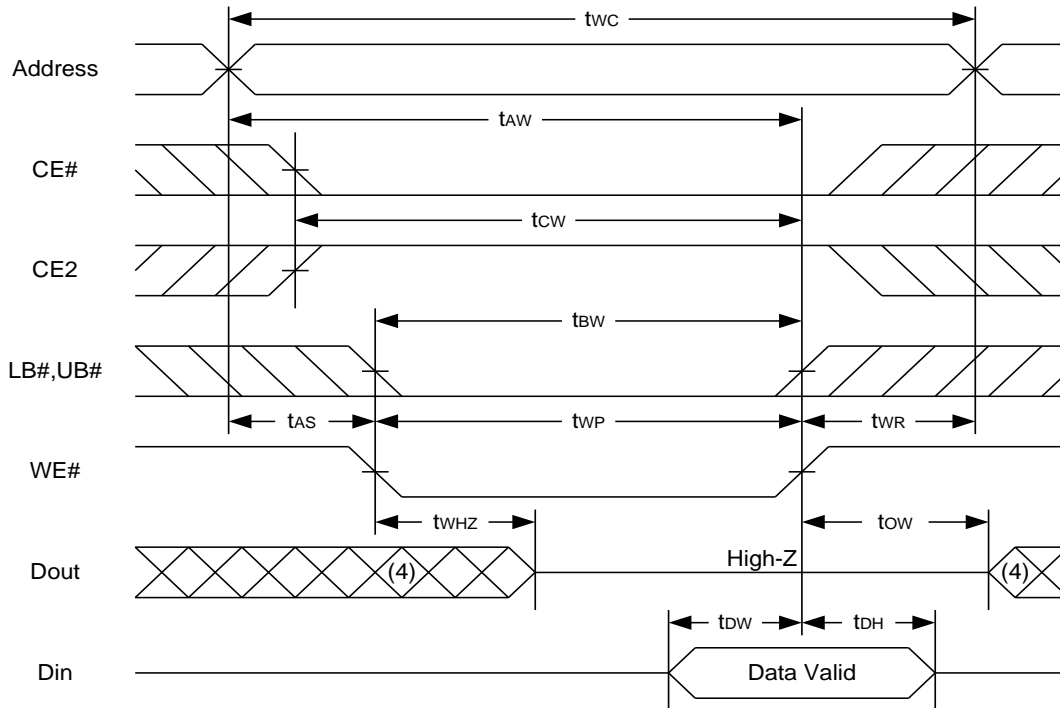 tWC
Address
tAW
CE#
tCW
CE2
tBW
LB#,UB#
tAS
tWP
tWR
WE#
tWHZ
tOW
Dout
(4)
High-Z
(4)
tDW
tDH
Din
Data Valid